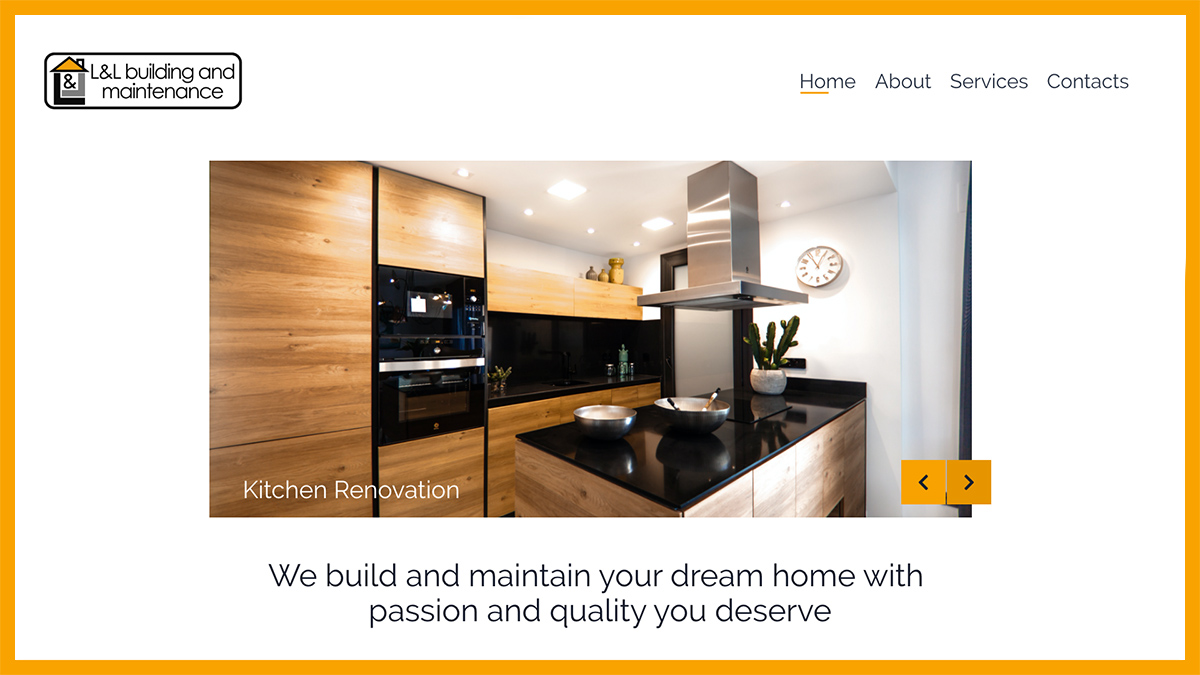 L&L building and
maintenance
&
Home About Services Contacts
Kitchen Renovation
We build and maintain your dream home with
passion and quality you deserve